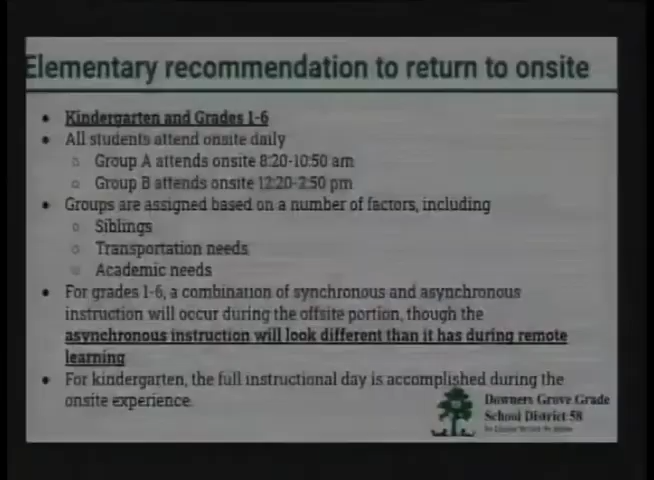 Elementary recommendation to return to onsite
• Kindergarten and Grades 1-6
• All students attend onsite daily
○ Group A attends onsite 8:20-10:50 am
○ Group B attends onsite 12:20-2:50 pm
• Groups are assigned based on a number of factors, including
○ Siblings
○ Transportation needs
○ Academic needs
• For grades 1-6, a combination of synchronous and asynchronous
instruction will occur during the offsite portion, though the
asynchronous instruction will look different than it has during remote
learning
• For kindergarten, the full instructional day is accomplished during the
onsite experience.
Downers Grove Grade
School District 58